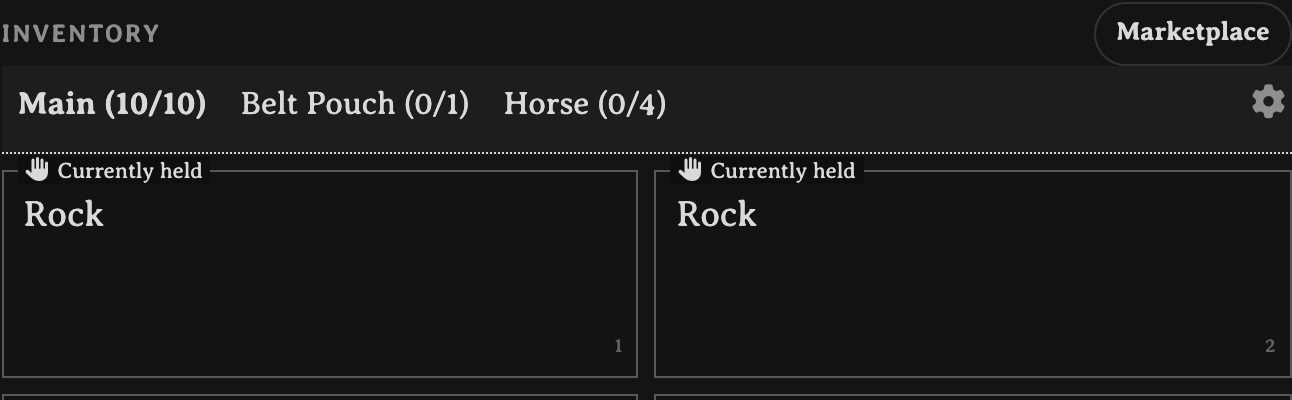 INVENTORY
Marketplace
Main (10/10) Belt Pouch (0/1) Horse (0/4)
Currently held
Rock
1
Currently held
Rock
2